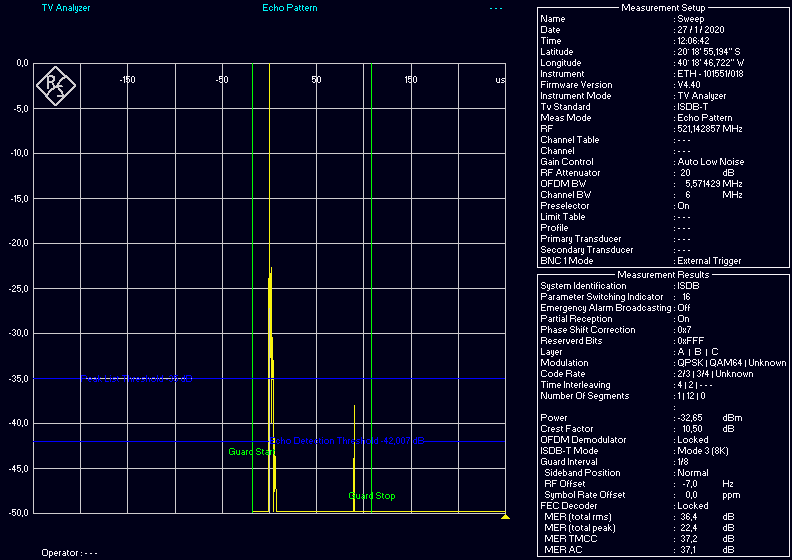 TV Analyzer Echo Pattern ---
0,0
-150 -50 50 150 us
-5,0
-10,0
-15,0
-20,0
-25,0
-30,0
-35,0
-40,0
Echo Detection Threshold -42,007 dB
Guard Start
-45,0
Guard Stop
-50,0
Operator : ---
Measurement Setup
Name : Sweep
Date : 27 / 1 / 2020
Time : 12:06:42
Latitude : 20° 18' 55,194" S
Longitude : 40° 18' 46,722" W
Instrument : ETH - 101551/018
Firmware Version : V4.40
Instrument Mode : TV Analyzer
Tv Standard : ISDB-T
Meas Mode : Echo Pattern
RF : 521,142857 MHz
Channel Table : ---
Channel : ---
Gain Control : Auto Low Noise
RF Attenuator : 20 dB
OFDM BW : 5,571429 MHz
Channel BW : 6 MHz
Preselector : On
Limit Table : ---
Profile : ---
Primary Transducer : ---
Secondary Transducer : ---
BNC 1 Mode : External Trigger
Measurement Results
System Identification : ISDB
Parameter Switching Indicator : 16
Emergency Alarm Broadcasting : Off
Partial Reception : On
Phase Shift Correction : 0x7
Reserverd Bits : 0xFFF
Layer : A | B | C
Modulation : QPSK | QAM64 | Unknown
Code Rate : 2/3 | 3/4 | Unknown
Time Interleaving : 4 | 2 | ---
Number Of Segments : 1 | 12 | 0
:
Power : -32,65 dBm
Crest Factor : 10,50 dB
OFDM Demodulator : Locked
ISDB-T Mode : Mode 3 (8K)
Guard Interval : 1/8
Sideband Position : Normal
RF Offset : -7,0 Hz
Symbol Rate Offset : 0,0 ppm
FEC Decoder : Locked
MER (total rms) : 36,4 dB
MER (total peak) : 22,4 dB
MER TMCC : 37,2 dB
MER AC : 37,1 dB